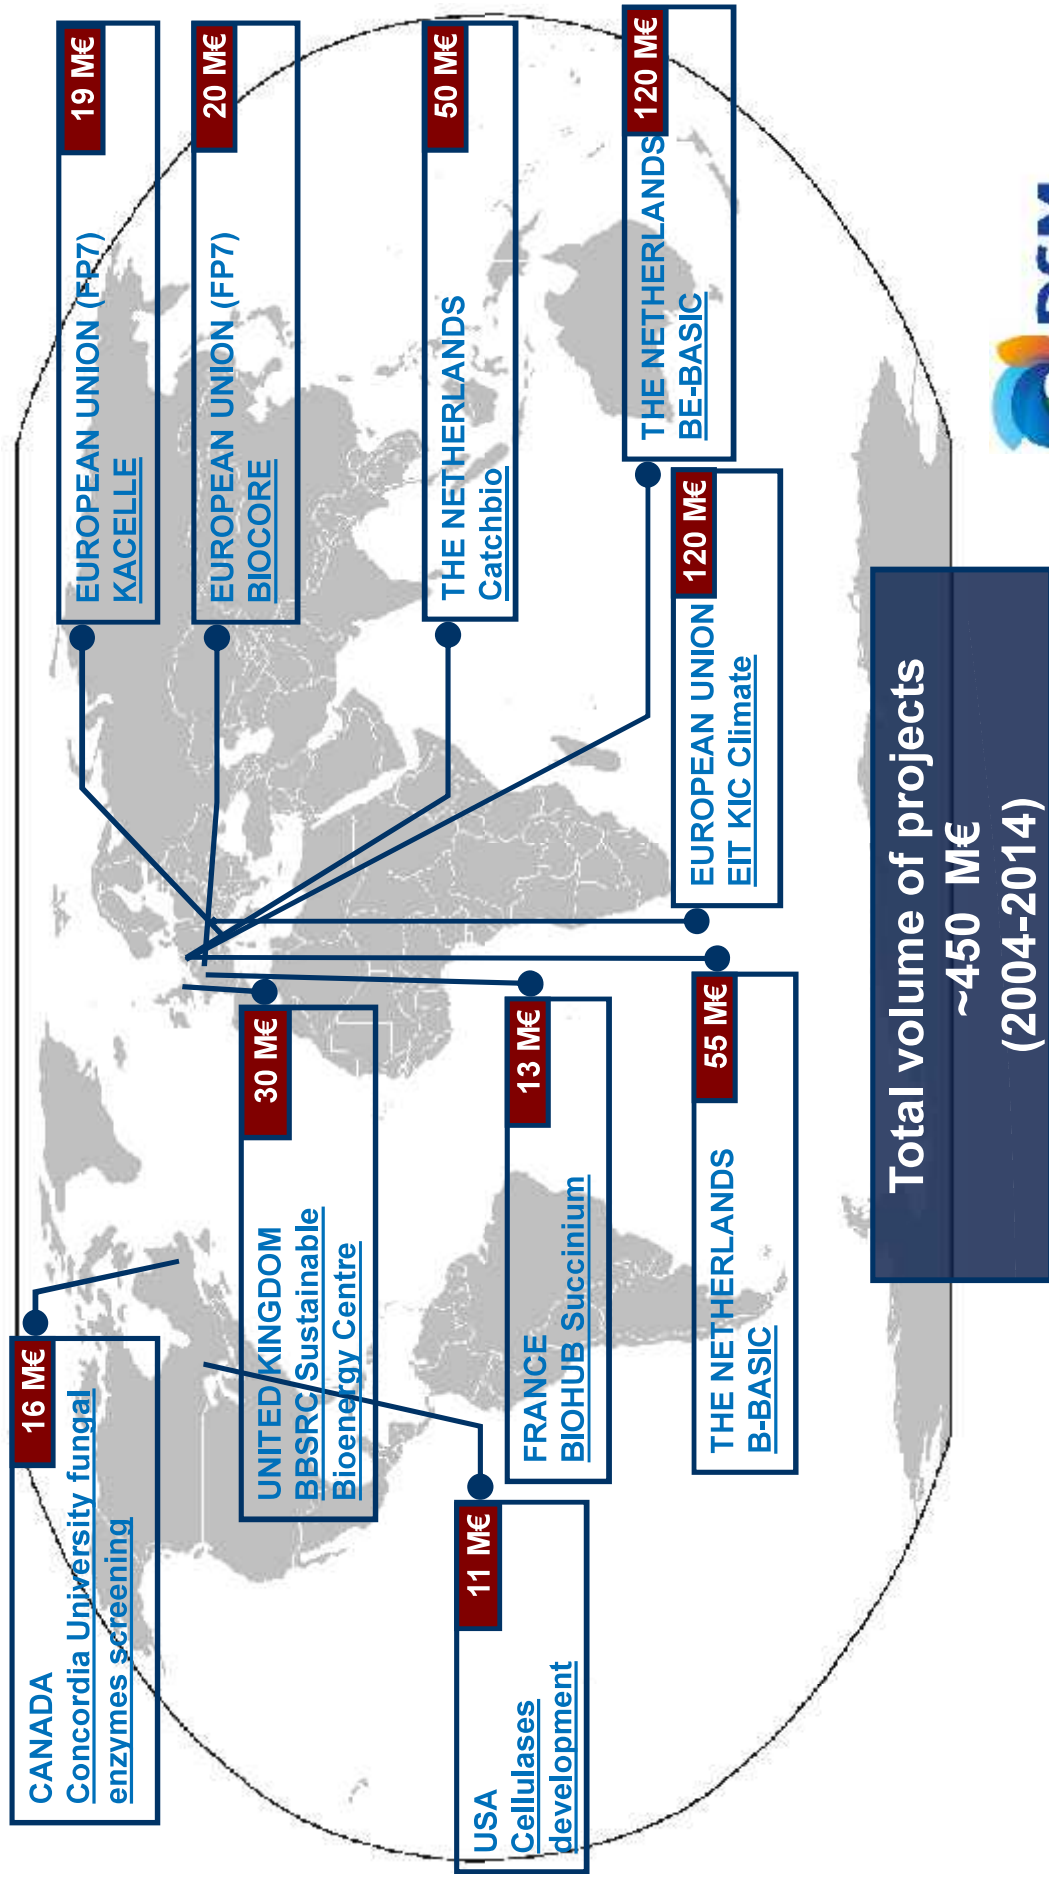 CANADA
16 M€
Concordia University fungal
enzymes screening
USA
11 M€
Cellulases
development
UNITED KINGDOM
30 M€
BBSRC Sustainable
Bioenergy Centre
FRANCE
13 M€
BIOHUB Succinium
THE NETHERLANDS
55 M€
B-BASIC
EUROPEAN UNION (FP7)
19 M€
KACELLE
EUROPEAN UNION (FP7)
20 M€
BIOCORE
THE NETHERLANDS
50 M€
Catchbio
THE NETHERLANDS
120 M€
BE-BASIC
EUROPEAN UNION
120 M€
EIT KIC Climate
Total volume of projects
~450 M€
(2004-2014)
DSM